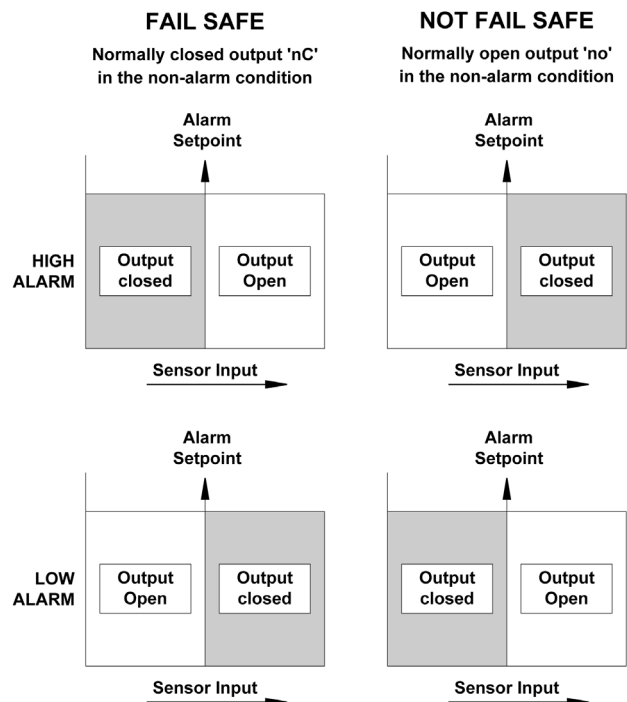 FAIL SAFE
Normally closed output 'nC'
in the non-alarm condition
NOT FAIL SAFE
Normally open output 'no'
in the non-alarm condition
HIGH
ALARM
Alarm
Setpoint
Output
closed
Output
Open
Sensor Input
Alarm
Setpoint
Output
Open
Output
closed
Sensor Input
LOW
ALARM
Alarm
Setpoint
Output
Open
Output
closed
Sensor Input
Alarm
Setpoint
Output
closed
Output
Open
Sensor Input